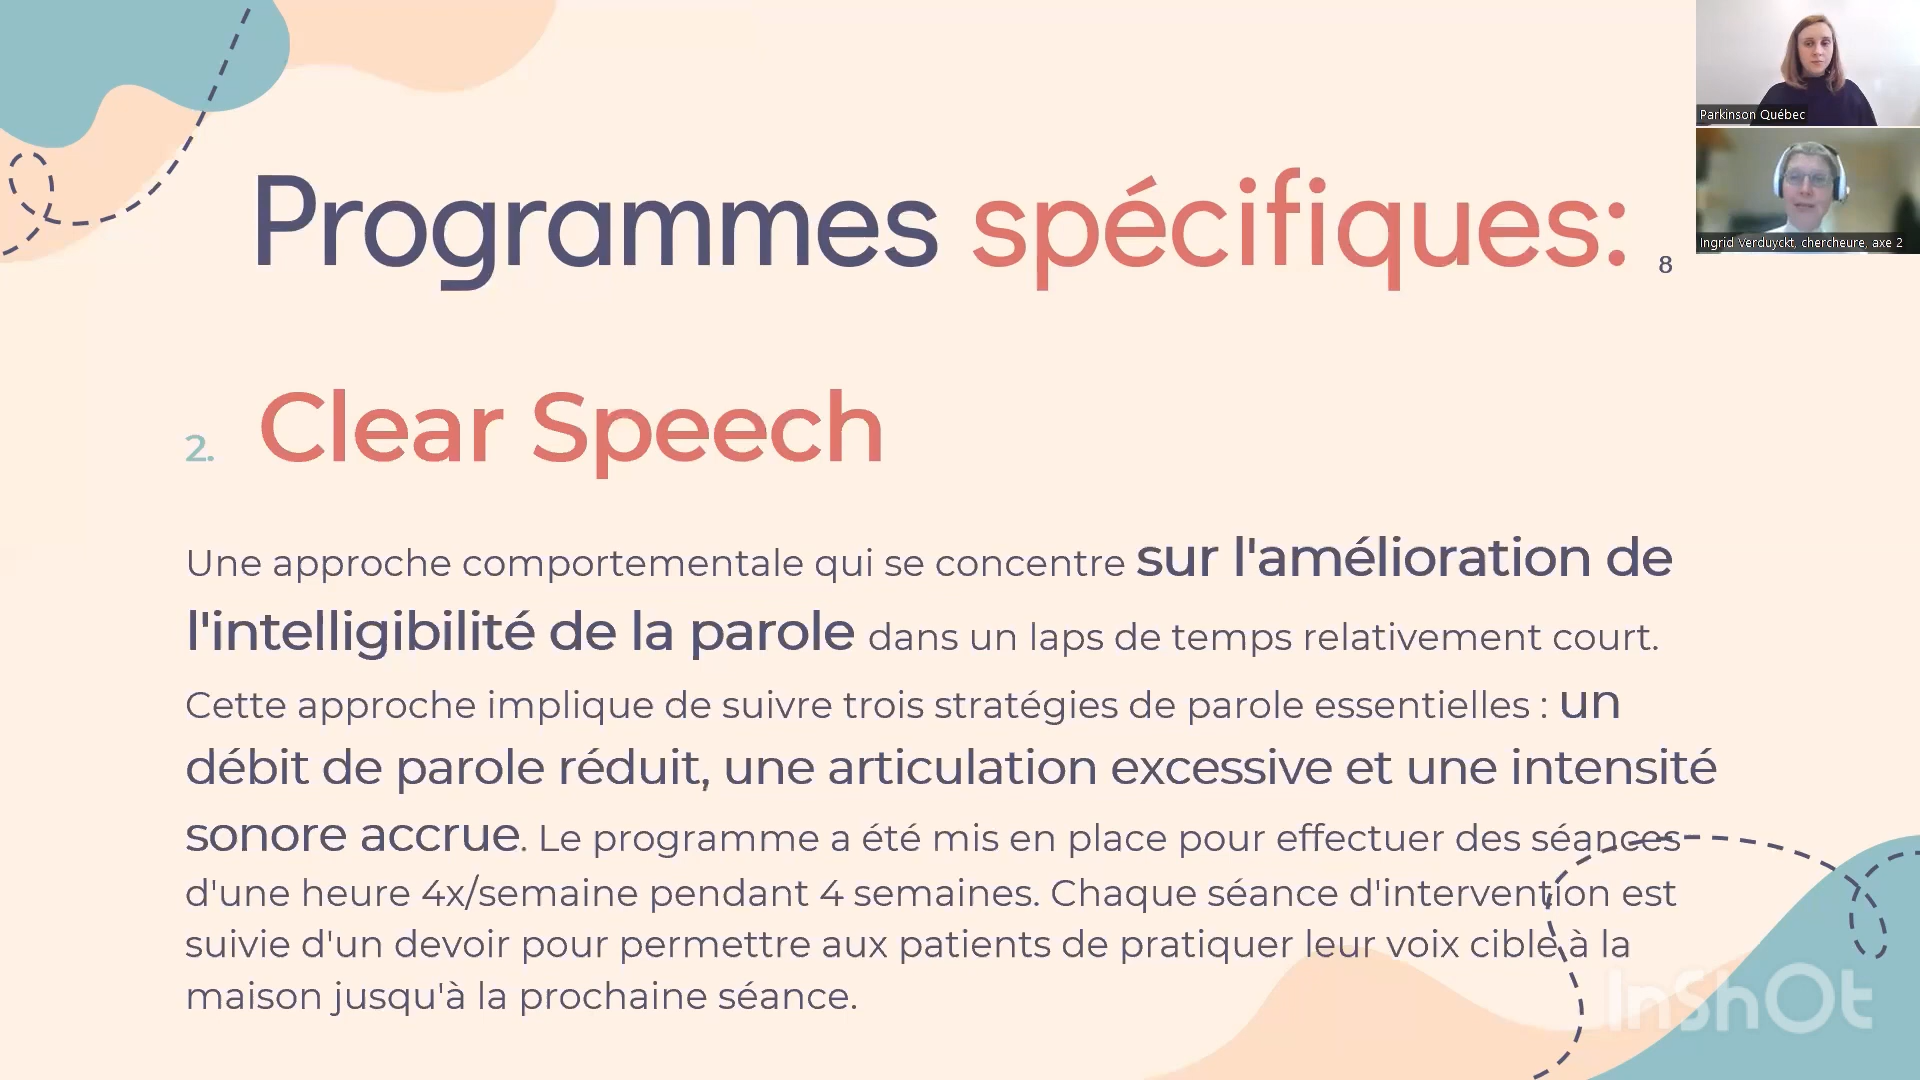 Programmes spécifiques:
8
Parkinson Québec
Ingrid Verduyckt, chercheure, axe 2
2. Clear Speech
Une approche comportementale qui se concentre sur l'amélioration de
l'intelligibilité de la parole dans un laps de temps relativement court.
Cette approche implique de suivre trois stratégies de parole essentielles : un
débit de parole réduit, une articulation excessive et une intensité
sonore accrue. Le programme a été mis en place pour effectuer des séances
d'une heure 4x/semaine pendant 4 semaines. Chaque séance d'intervention est
suivie d'un devoir pour permettre aux patients de pratiquer leur voix cible à la
maison jusqu'à la prochaine séance.
InShOt